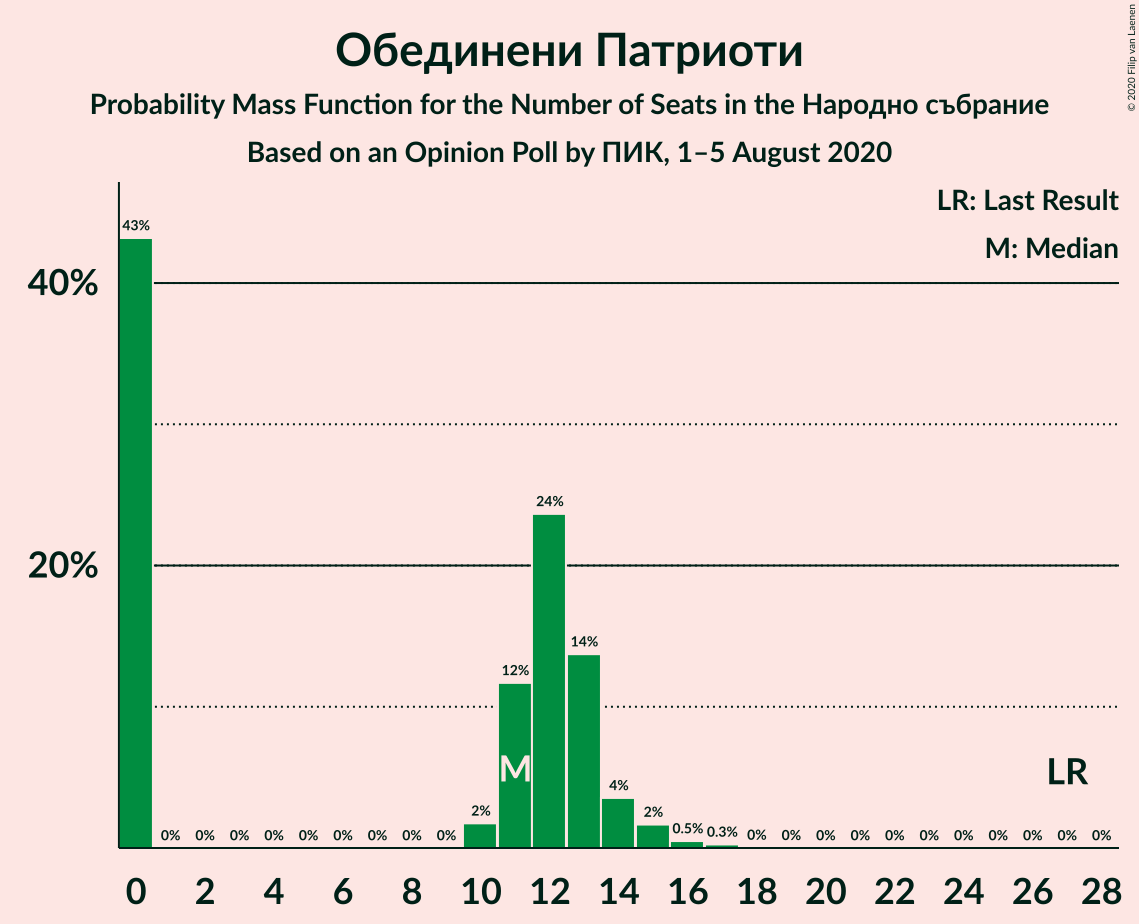 Обединени Патриоти
Probability Mass Function for the Number of Seats in the Народно събрание
Based on an Opinion Poll by ПИК, 1–5 August 2020
© 2020 Filip van Laenen
LR: Last Result
M: Median
43%
40%
24%
20%
14%
12%
M
LR
4%
2%
2%
0.5%
0.3%
0% 0% 0% 0% 0% 0% 0% 0% 0% 0% 0% 0% 0% 0% 0% 0% 0% 0% 0% 0%
0 2 4 6 8 10 12 14 16 18 20 22 24 26 28